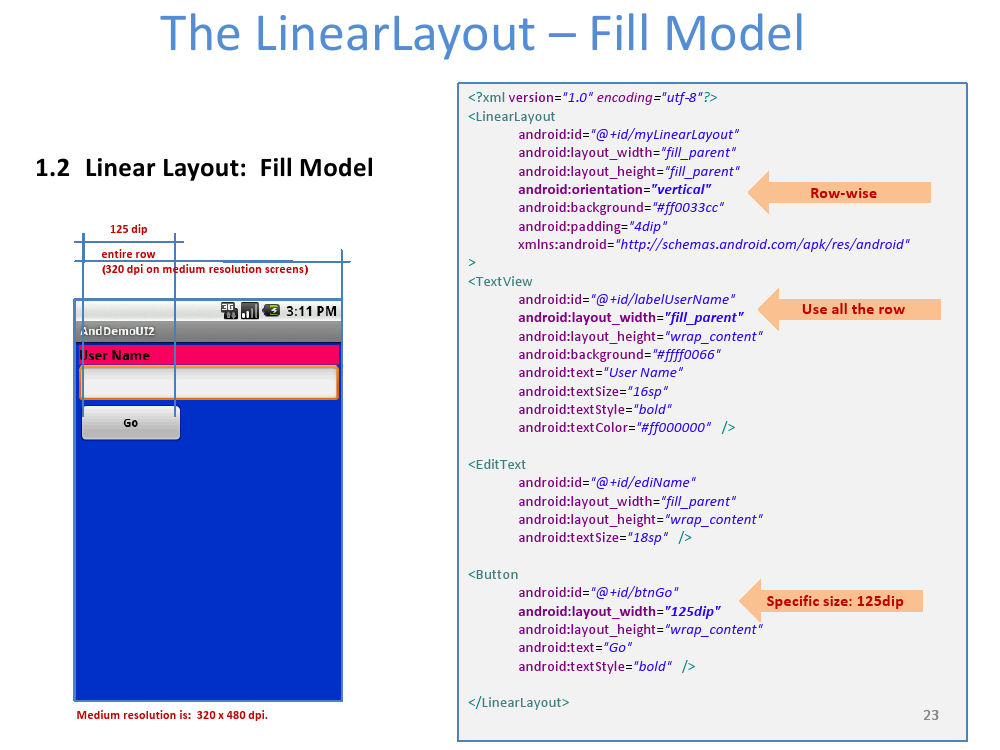 The LinearLayout – Fill Model
1.2 Linear Layout: Fill Model
125 dip
entire row
(320 dpi on medium resolution screens)
3G
3:11 PM
AndDemoUI2
User Name
Go
Medium resolution is: 320 x 480 dpi.
<?xml version="1.0" encoding="utf-8"?>
<LinearLayout
android:id="@+id/myLinearLayout"
android:layout_width="fill_parent"
android:layout_height="fill_parent"
android:orientation="vertical"
Row-wise
android:background="#ff0033cc"
android:padding="4dip"
xmlns:android="http://schemas.android.com/apk/res/android"
>
<TextView
android:id="@+id/labelUserName"
android:layout_width="fill_parent"
Use all the row
android:layout_height="wrap_content"
android:background="#ffff0066"
android:text="User Name"
android:textSize="16sp"
android:textStyle="bold"
android:textColor="#ff000000" />
<EditText
android:id="@+id/ediName"
android:layout_width="fill_parent"
android:layout_height="wrap_content"
android:textSize="18sp" />
<Button
android:id="@+id/btnGo"
android:layout_width="125dip"
Specific size: 125dip
android:layout_height="wrap_content"
android:text="Go"
android:textStyle="bold" />
</LinearLayout>
23